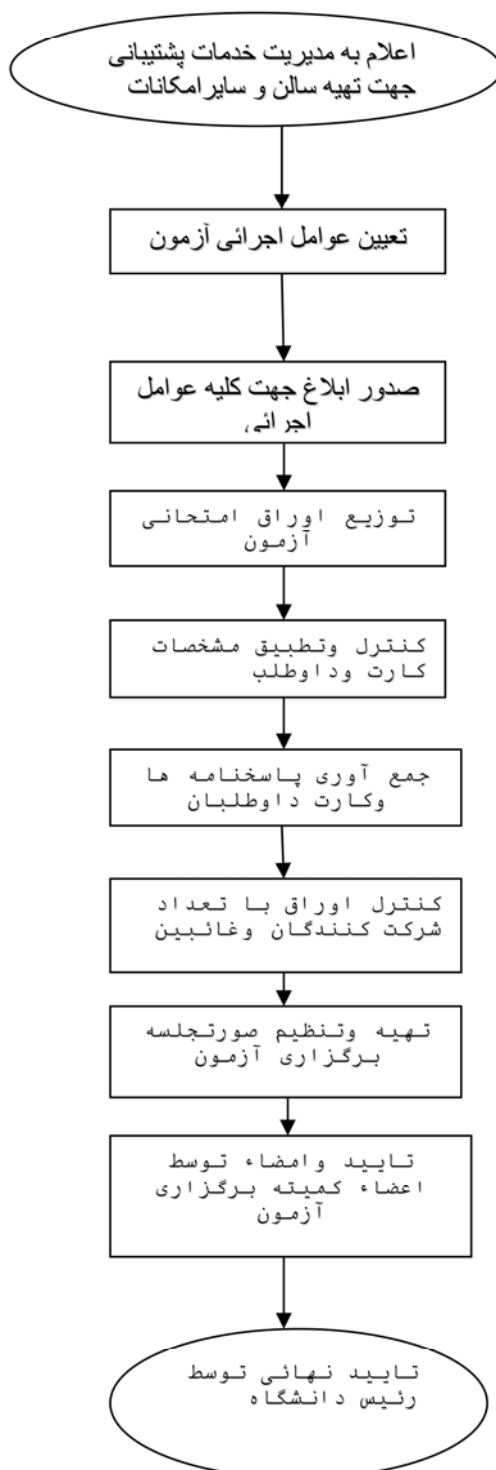 اعلام به مدیریت خدمات پشتیبانی
جهت تهیه سالن و سایرامکانات
تعیین عوامل اجرائی آزمون
صدور ابلاغ جهت کلیه عوامل
اجرائی
توزیع اوراق امتحانی
آزمون
کنترل وتطبیق مشخصات
کارت وداوطلب
جمع آوری پاسخنامه ها
وکارت داوطلبان
کنترل اوراق با تعداد
شرکت کنندگان وغائبین
تهیه وتنظیم صورتجلسه
برگزاری آزمون
تایید وامضاء توسط
اعضاء کمیته برگزاری
آزمون
تایید نهائی توسط
رئیس دانشگاه